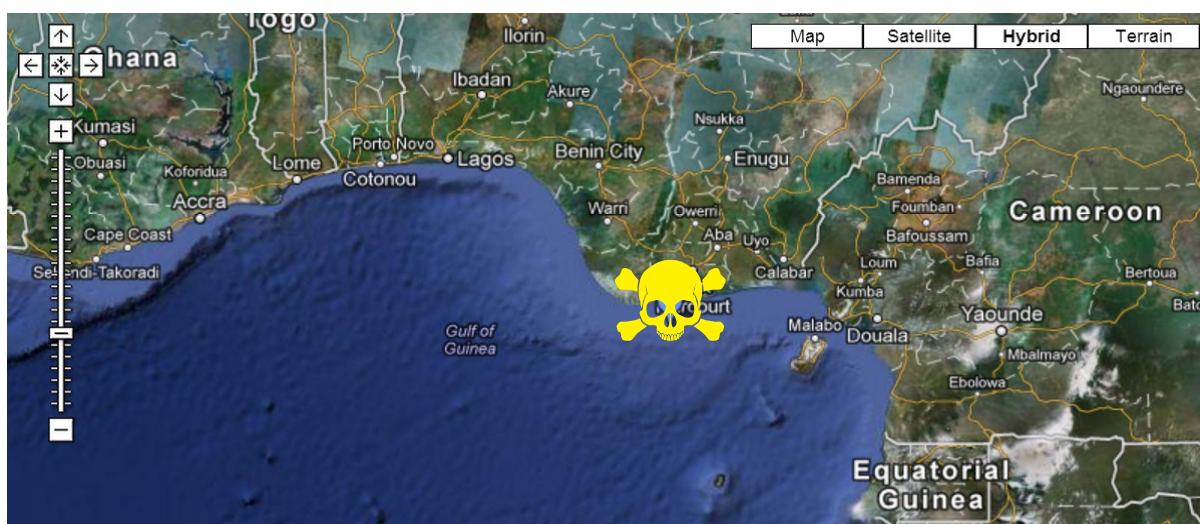 Togo
Ilorin
Map
Satellite
Hybrid
Terrain
Ghana
Ibadan
Akure
Ngaoundere
Kumasi
Nsukka
Porto Novo
Lagos
Benin City
Enugu
Obuasi
Koforidua
Lome
Cotonou
Bamenda
Accra
Warri
Owerri
Foumban
Cameroon
Cape Coast
Aba
Uyo
Bafoussam
Calabar
Loum
Bafia
Bertoua
Kumba
Yaounde
Malabo
Douala
Gulf of
Guinea
Mbalmayo
Ebolowa
Equatorial
Guinea